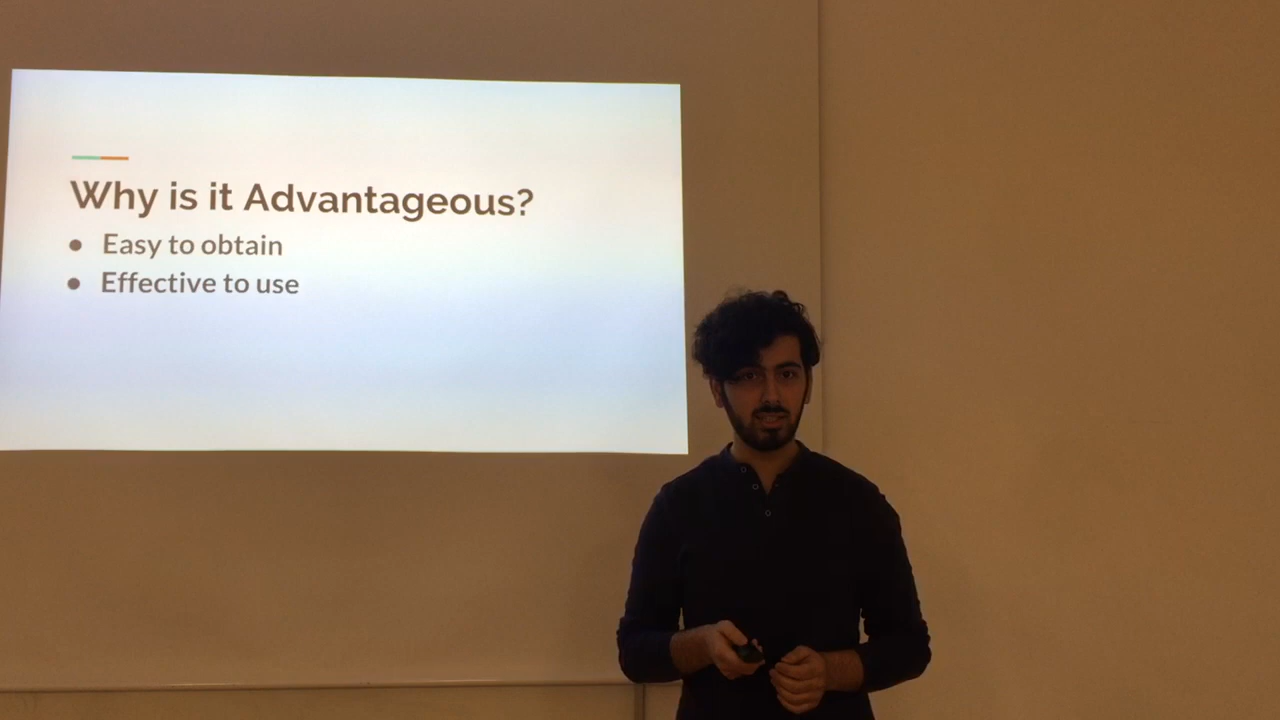 Why is it Advantageous?
● Easy to obtain
● Effective to use